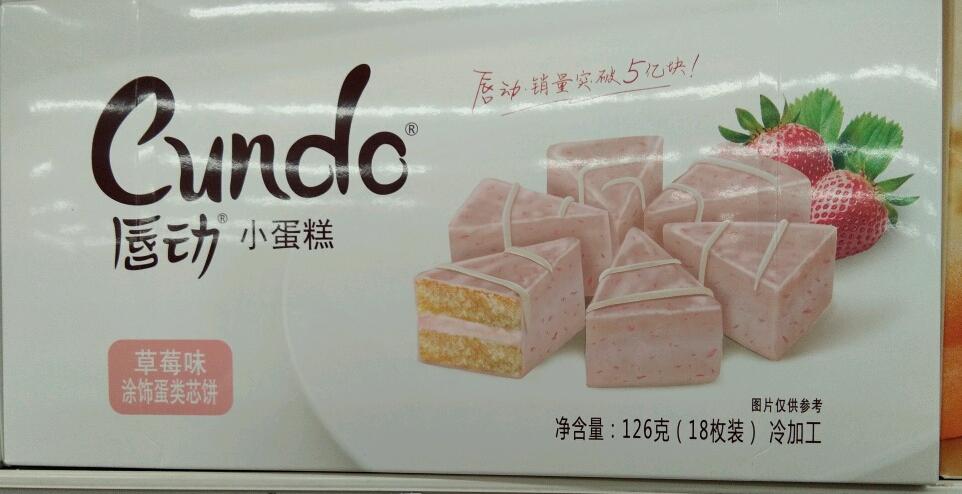 唇动·销量突破5亿块!
Cundo®
唇动® 小蛋糕
草莓味
涂饰蛋类芯饼
图片仅供参考
净含量:126克(18枚装) 冷加工